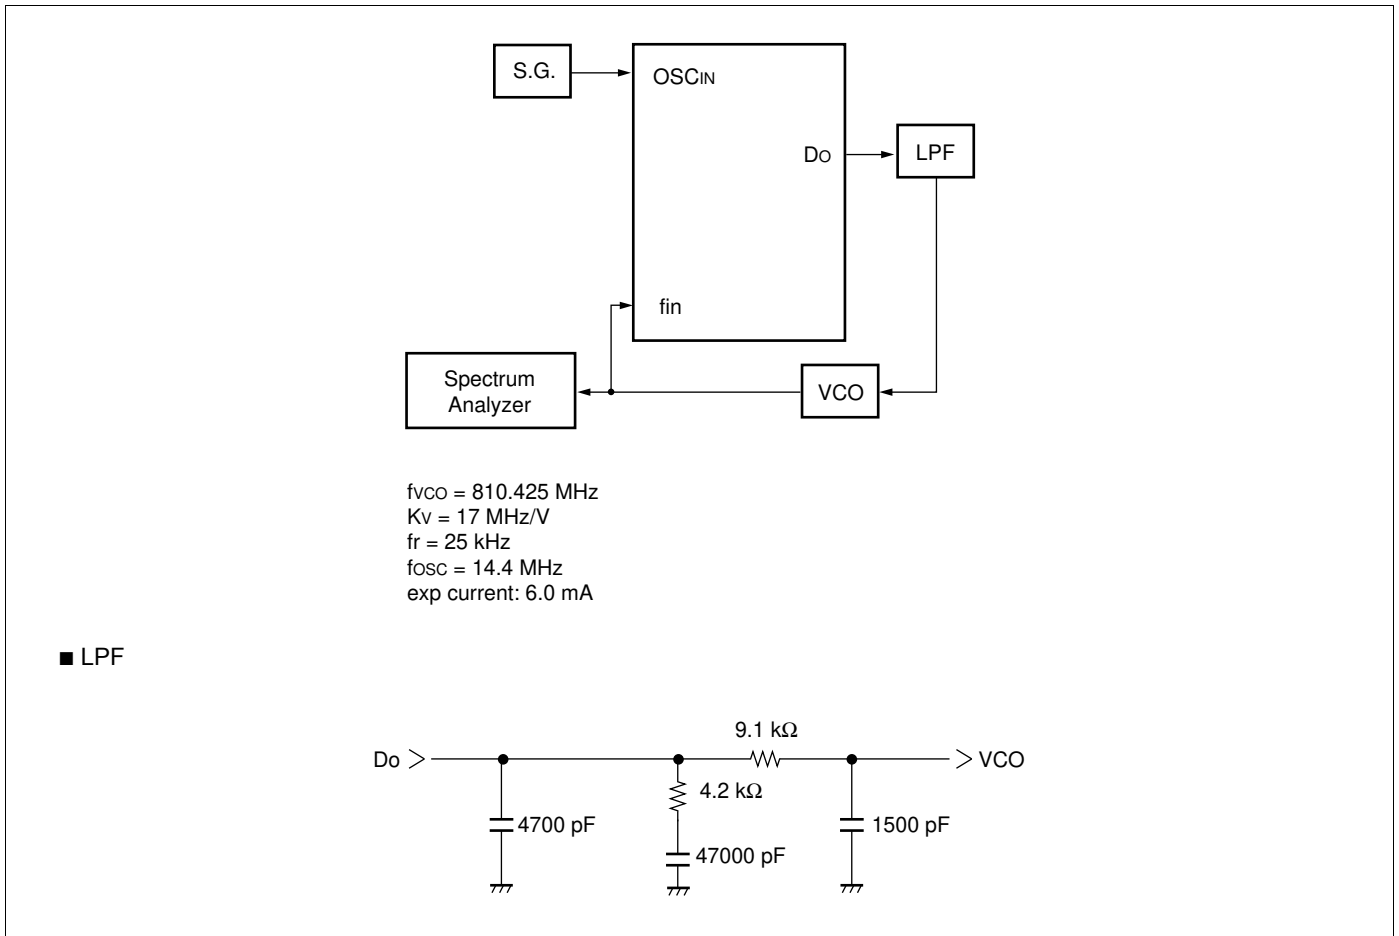 S.G.
OSCIN
Do
LPF
fin
Spectrum
Analyzer
VCO
fVCO = 810.425 MHz
KV = 17 MHz/V
fr = 25 kHz
fOSC = 14.4 MHz
exp current: 6.0 mA
■ LPF
9.1 kΩ
Do
VCO
4.2 kΩ
4700 pF
1500 pF
47000 pF